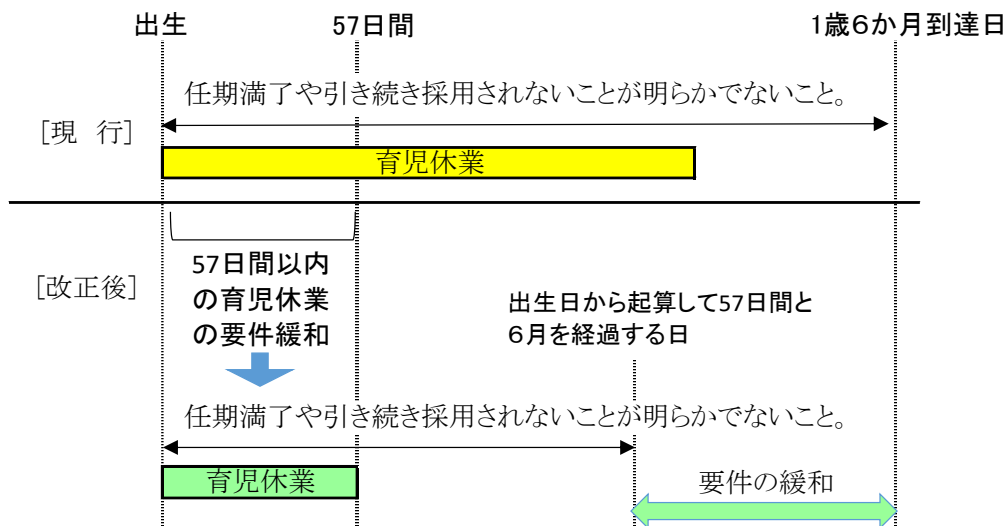 出生
57日間
1歳６か月到達日
任期満了や引き続き採用されないことが明らかでないこと。
［現　行］
育児休業
［改正後］
57日間以内
の育児休業
の要件緩和
出生日から起算して57日間と
６月を経過する日
任期満了や引き続き採用されないことが明らかでないこと。
育児休業
要件の緩和